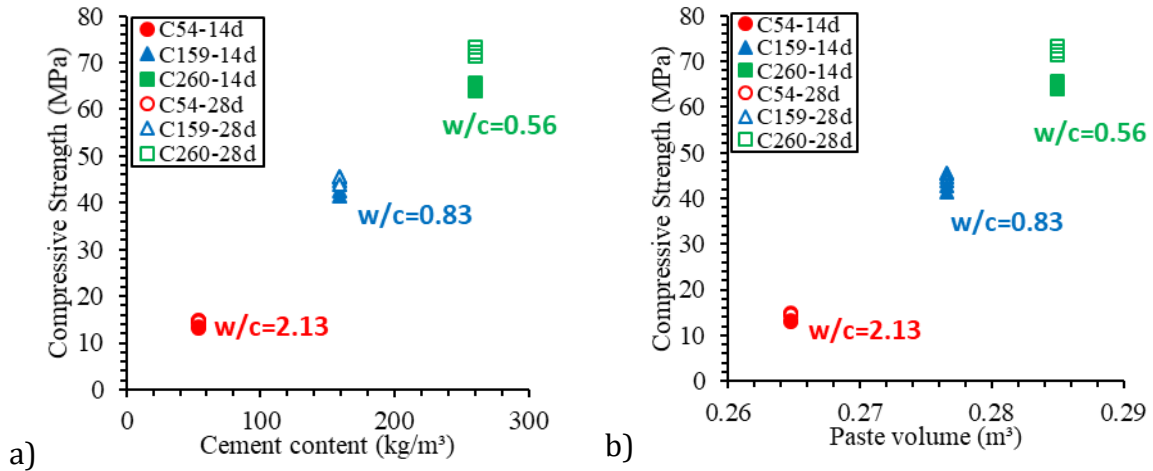 80
70
60
50
40
30
20
10
0
Compressive Strength (MPa)
C54-14d
C159-14d
C260-14d
C54-28d
C159-28d
C260-28d
w/c=0.56
w/c=0.83
w/c=2.13
0 100 200 300
Cement content (kg/m³)
a)
80
70
60
50
40
30
20
10
0
Compressive Strength (MPa)
C54-14d
C159-14d
C260-14d
C54-28d
C159-28d
C260-28d
w/c=0.56
w/c=0.83
w/c=2.13
0.26 0.27 0.28 0.29
Paste volume (m³)
b)